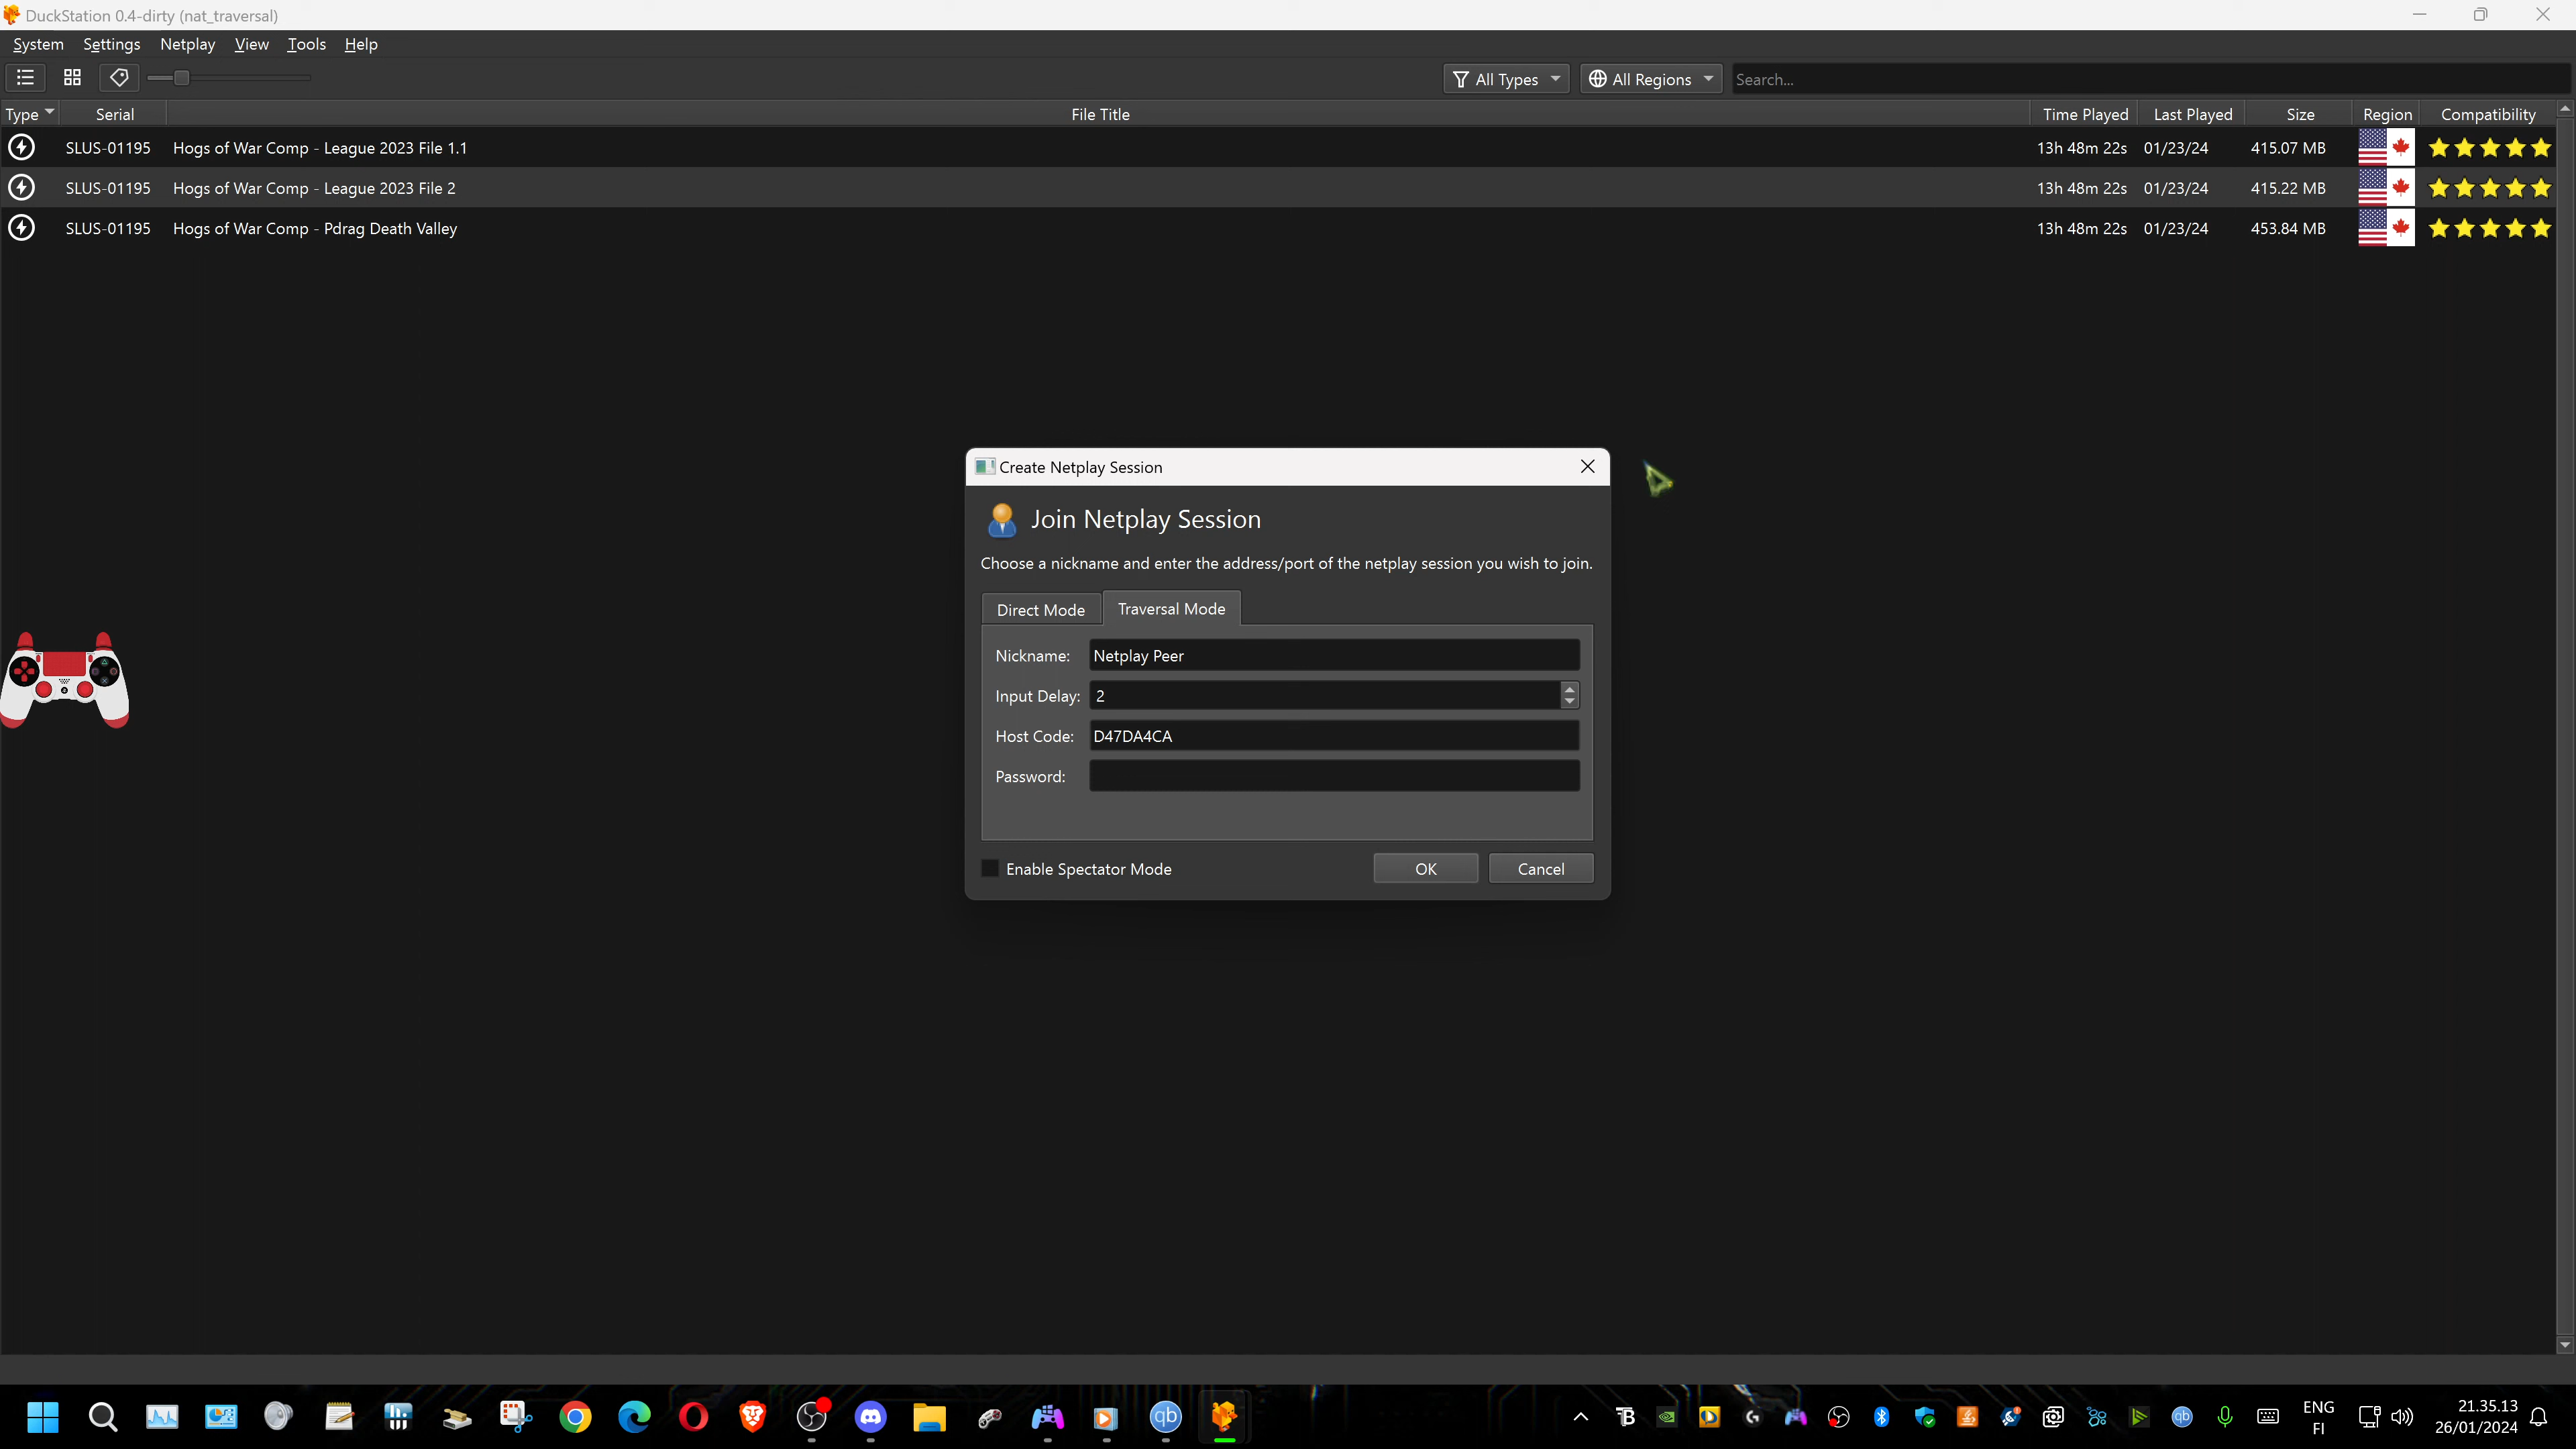 DuckStation 0.4-dirty (nat_traversal)
System Settings Netplay View Tools Help
All Types All Regions Search...
Type Serial File Title Time Played Last Played Size Region Compatibility
SLUS-01195 Hogs of War Comp - League 2023 File 1.1 13h 48m 22s 01/23/24 415.07 MB
SLUS-01195 Hogs of War Comp - League 2023 File 2 13h 48m 22s 01/23/24 415.22 MB
SLUS-01195 Hogs of War Comp - Pdrag Death Valley 13h 48m 22s 01/23/24 453.84 MB
Create Netplay Session
Join Netplay Session
Choose a nickname and enter the address/port of the netplay session you wish to join.
Direct Mode Traversal Mode
Nickname: Netplay Peer
Input Delay: 2
Host Code: D47DA4CA
Password:
Enable Spectator Mode OK Cancel
qb qb
ENG 21.35.13
FI 26/01/2024